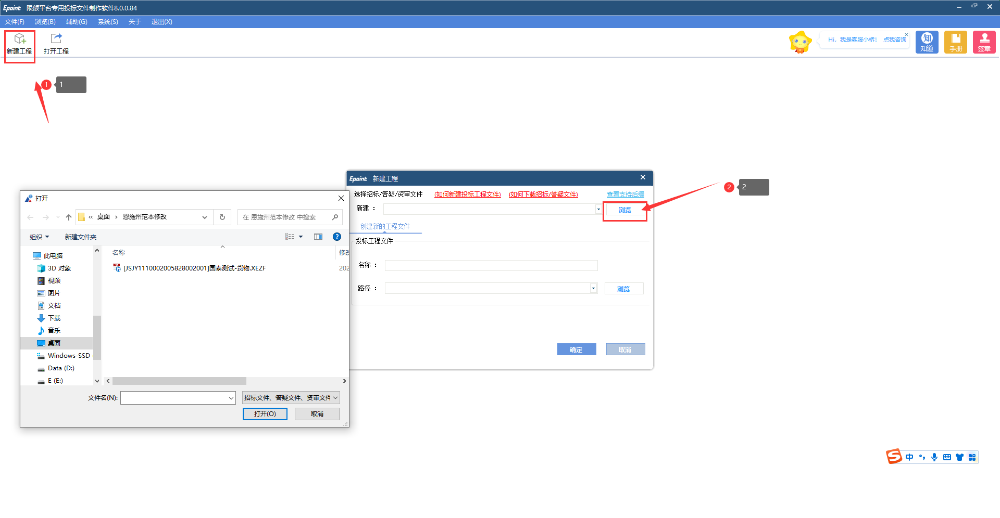 Epoint 限额平台专用投标文件制作软件8.0.0.84
文件(F) 浏览(B) 辅助(G) 系统(S) 关于 退出(X)
新建工程 打开工程
Hi，我是客服小桥！ 点我咨询
知
知道 手册 签章
1 1
Epoint 新建工程
2 2
选择招标/答疑/资审文件 (如何新建投标工程文件) (如何下载招标/答疑文件) 查看支持后缀
新建 ： 浏览
创建新的工程文件
投标工程文件
名称 ：
路径 ： 浏览
确定 取消
打开
« 桌面 › 恩施州范本修改 在 恩施州范本修改 中搜索
组织 新建文件夹
名称 修改
此电脑
3D 对象
视频
图片
文档
下载
音乐
桌面
Windows-SSD
Data (D:)
E (E:)
[JSJY1110002005828002001]国泰测试-货物.XEZF 202
文件名(N): 招标文件、答疑文件、资审文件
打开(O) 取消
S 中